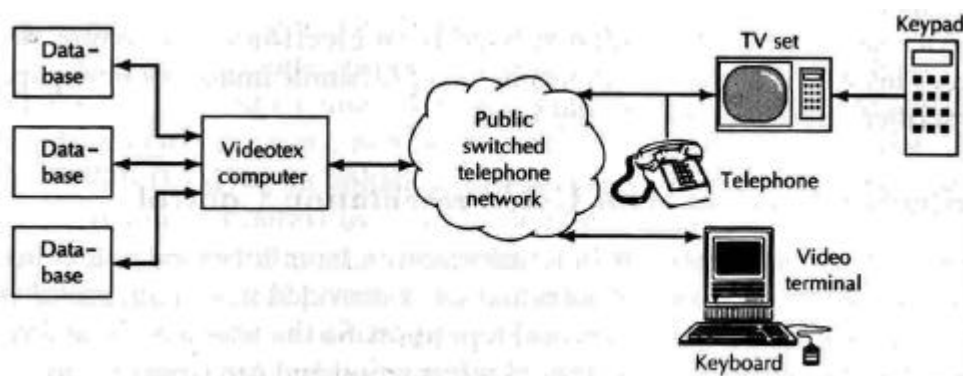 Data-
base
Data-
base
Data-
base
Videotex
computer
Public
switched
telephone
network
TV set
Keypad
Telephone
Video
terminal
Keyboard